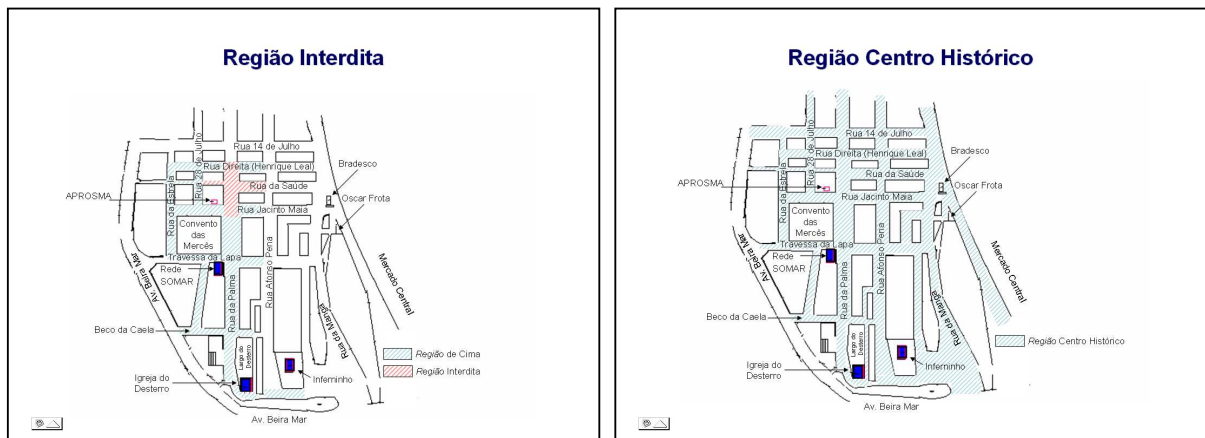 Região Interdita
Rua 14 de Julho
Rua 28 de Julho
Rua Direita (Henrique Leal)
Bradesco
Rua da Saúde
APROSMA
Rua da Estrela
Oscar Frota
Rua Jacinto Maia
Convento
das
Mercês
Travessa da Lapa
Rede
SOMAR
Av. Beira Mar
Rua da Palma
Rua Afonso Pena
Mercado Central
Rua da Manga
Beco da Caela
Largo do
Desterro
Região de Cima
Região Interdita
Igreja do
Desterro
Inferninho
Av. Beira Mar
Região Centro Histórico
Rua 14 de Julho
Rua 28 de Julho
Rua Direita (Henrique Leal)
Bradesco
Rua da Saúde
APROSMA
Rua da Estrela
Oscar Frota
Rua Jacinto Maia
Convento
das
Mercês
Travessa da Lapa
Rede
SOMAR
Av. Beira Mar
Rua da Palma
Rua Afonso Pena
Mercado Central
Rua da Manga
Beco da Caela
Largo do
Desterro
Região Centro Histórico
Igreja do
Desterro
Inferninho
Av. Beira Mar